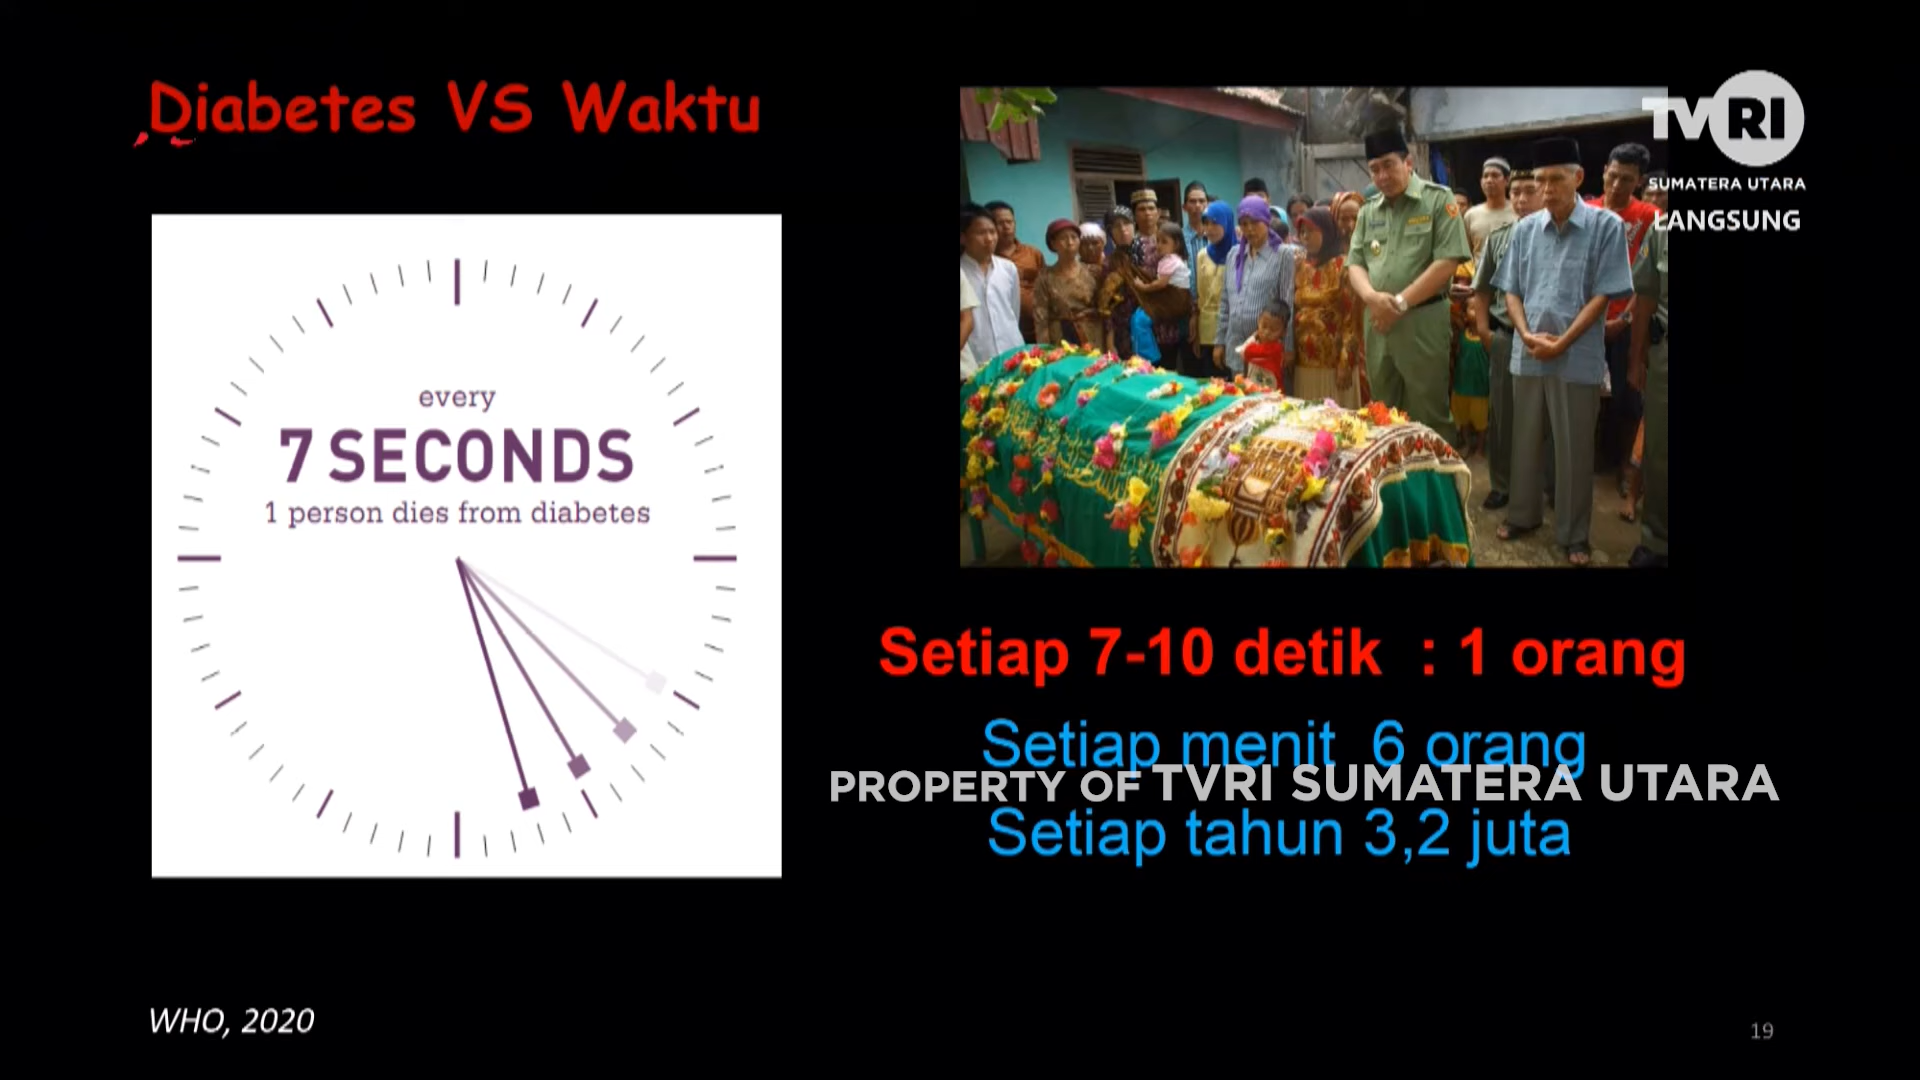 Diabetes VS Waktu
TVRI
SUMATERA UTARA
LANGSUNG
every
7 SECONDS
1 person dies from diabetes
Setiap 7-10 detik : 1 orang
Setiap menit 6 orang
PROPERTY OF TVRI SUMATERA UTARA
Setiap tahun 3,2 juta
WHO, 2020
19